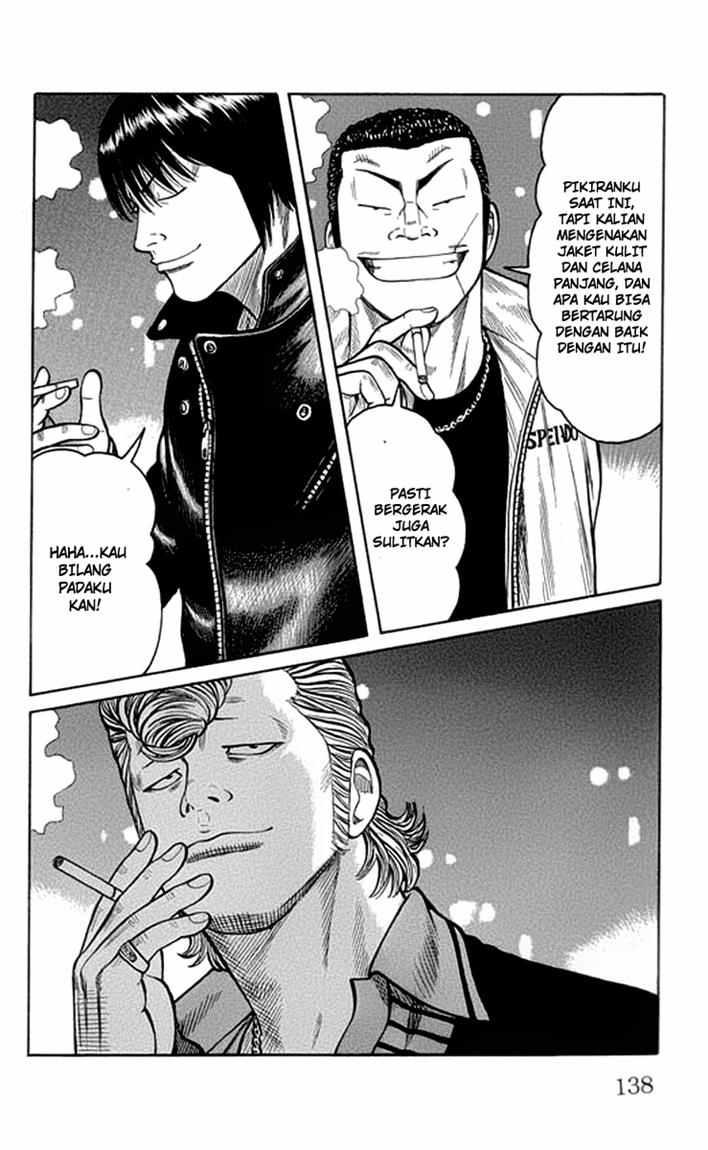 PIKIRANKU
SAAT INI,
TAPI KALIAN
MENGENAKAN
JAKET KULIT
DAN CELANA
PANJANG, DAN
APA KAU BISA
BERTARUNG
DENGAN BAIK
DENGAN ITU!
PASTI
BERGERAK
JUGA
SULITKAN?
HAHA...KAU
BILANG
PADAKU
KAN!
138